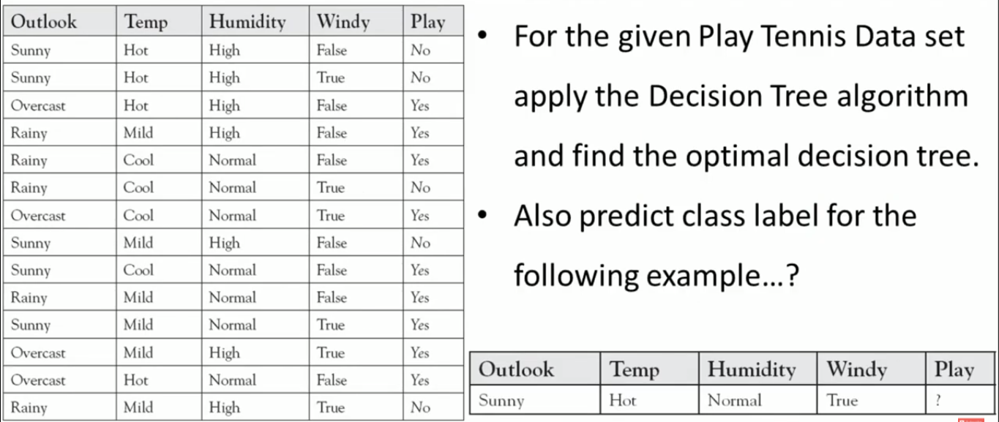 Outlook Temp Humidity Windy Play
Sunny Hot High False No
Sunny Hot High True No
Overcast Hot High False Yes
Rainy Mild High False Yes
Rainy Cool Normal False Yes
Rainy Cool Normal True No
Overcast Cool Normal True Yes
Sunny Mild High False No
Sunny Cool Normal False Yes
Rainy Mild Normal False Yes
Sunny Mild Normal True Yes
Overcast Mild High True Yes
Overcast Hot Normal False Yes
Rainy Mild High True No
• For the given Play Tennis Data set
apply the Decision Tree algorithm
and find the optimal decision tree.
• Also predict class label for the
following example...?
Outlook Temp Humidity Windy Play
Sunny Hot Normal True ?